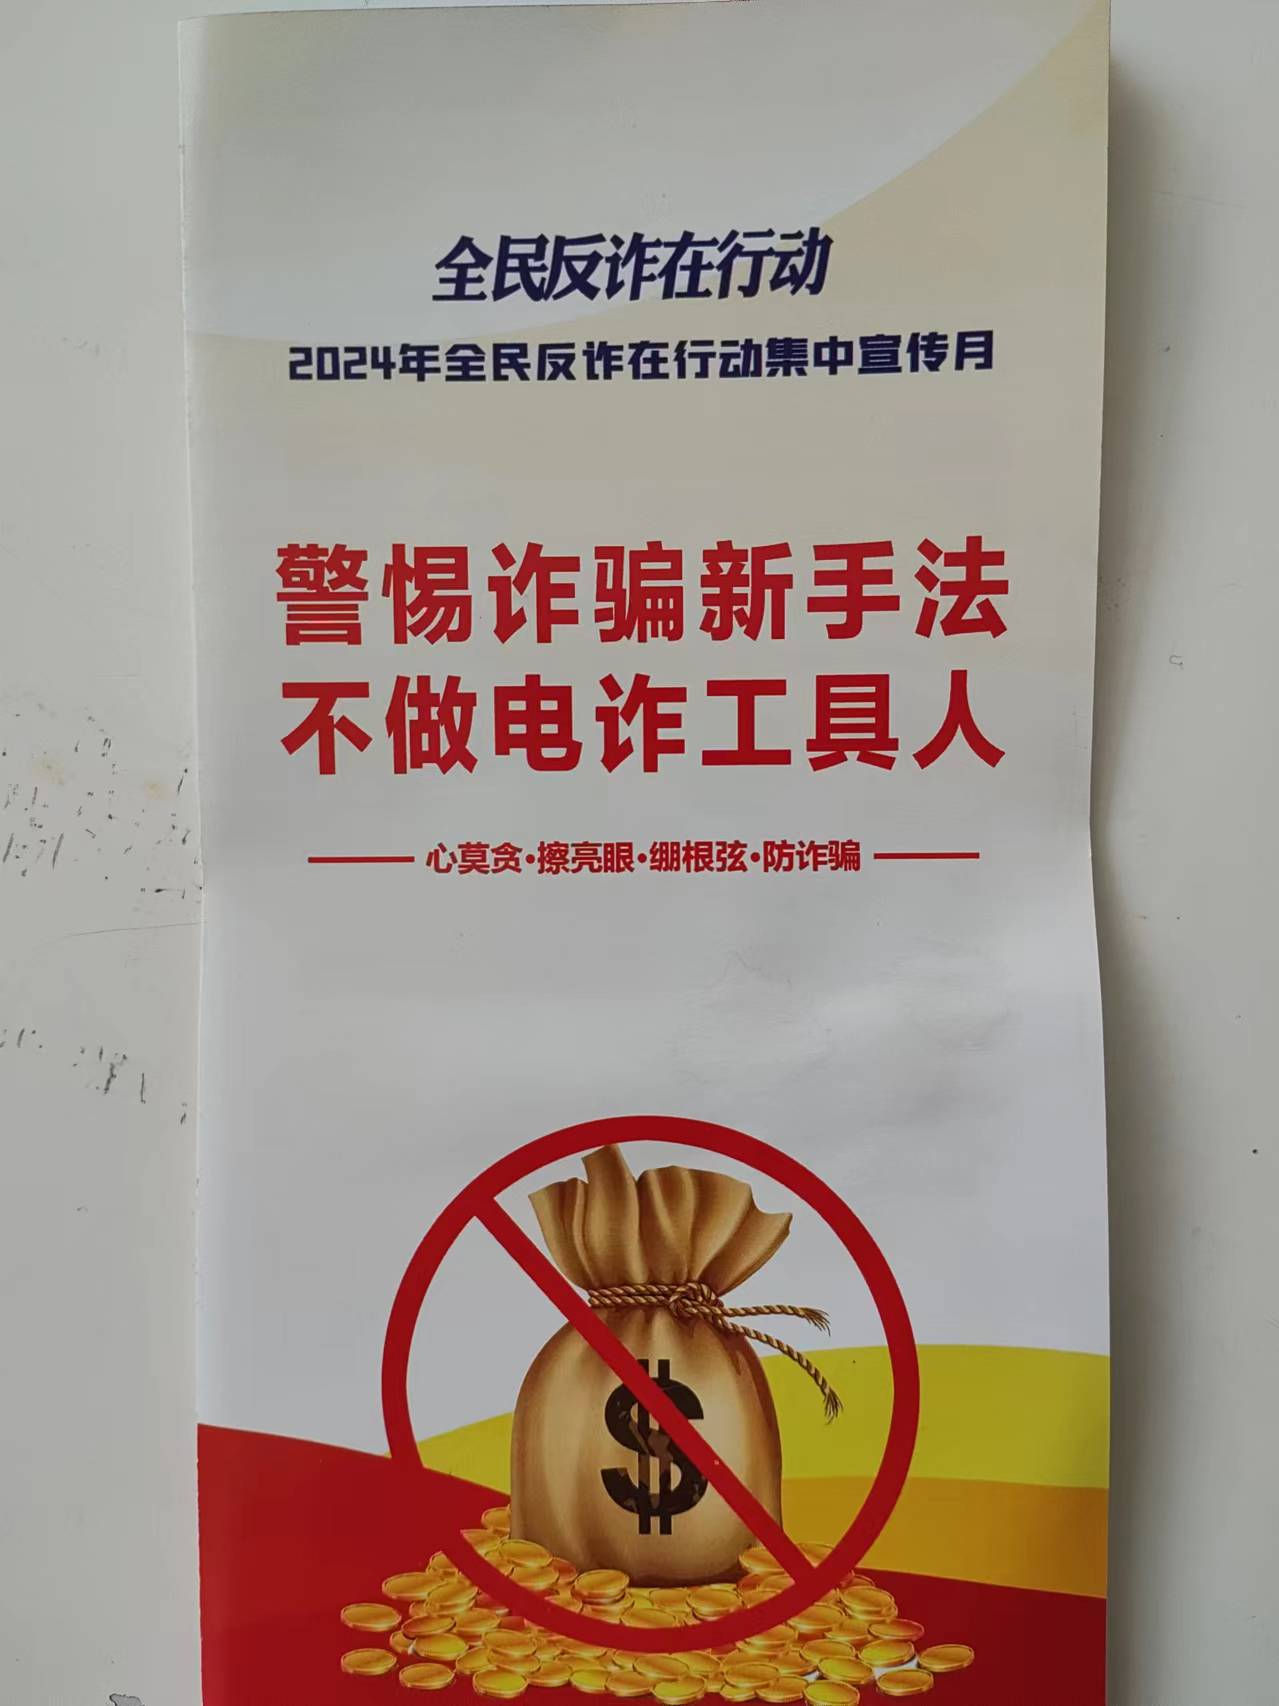 全民反诈在行动
2024年全民反诈在行动集中宣传月
警惕诈骗新手法
不做电诈工具人
心莫贪·擦亮眼·绷根弦·防诈骗
$